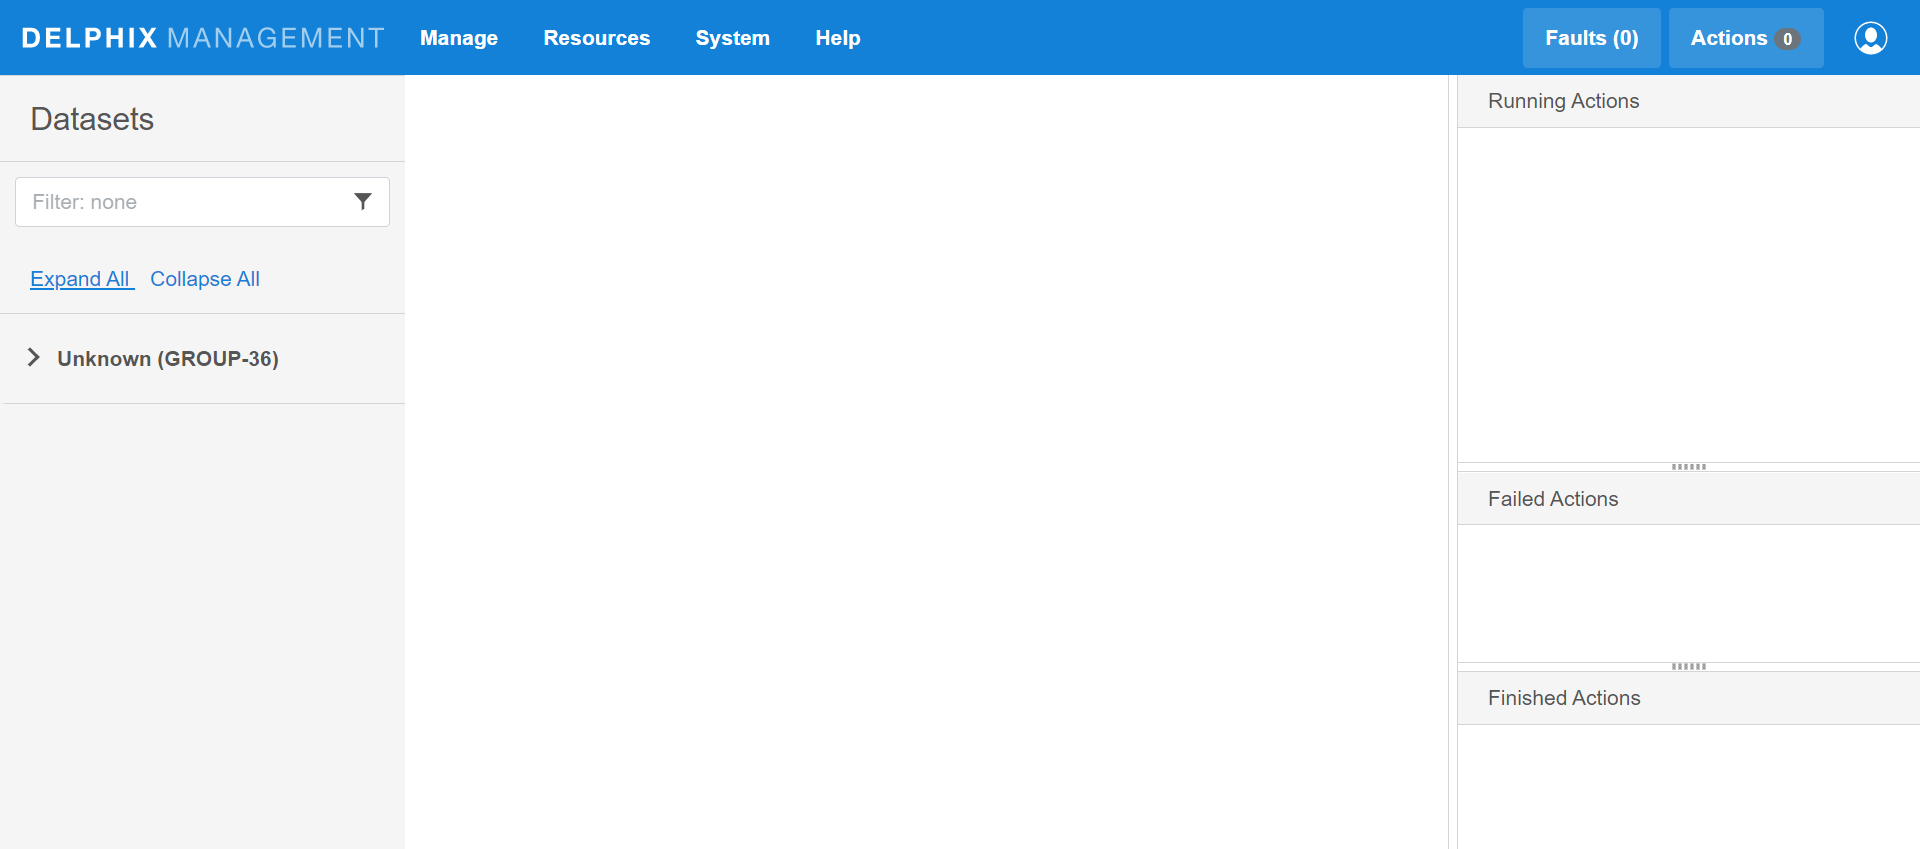 DELPHIX MANAGEMENT Manage Resources System Help Faults (0) Actions 0
Datasets
Filter: none
Expand All Collapse All
Unknown (GROUP-36)
Running Actions
Failed Actions
Finished Actions